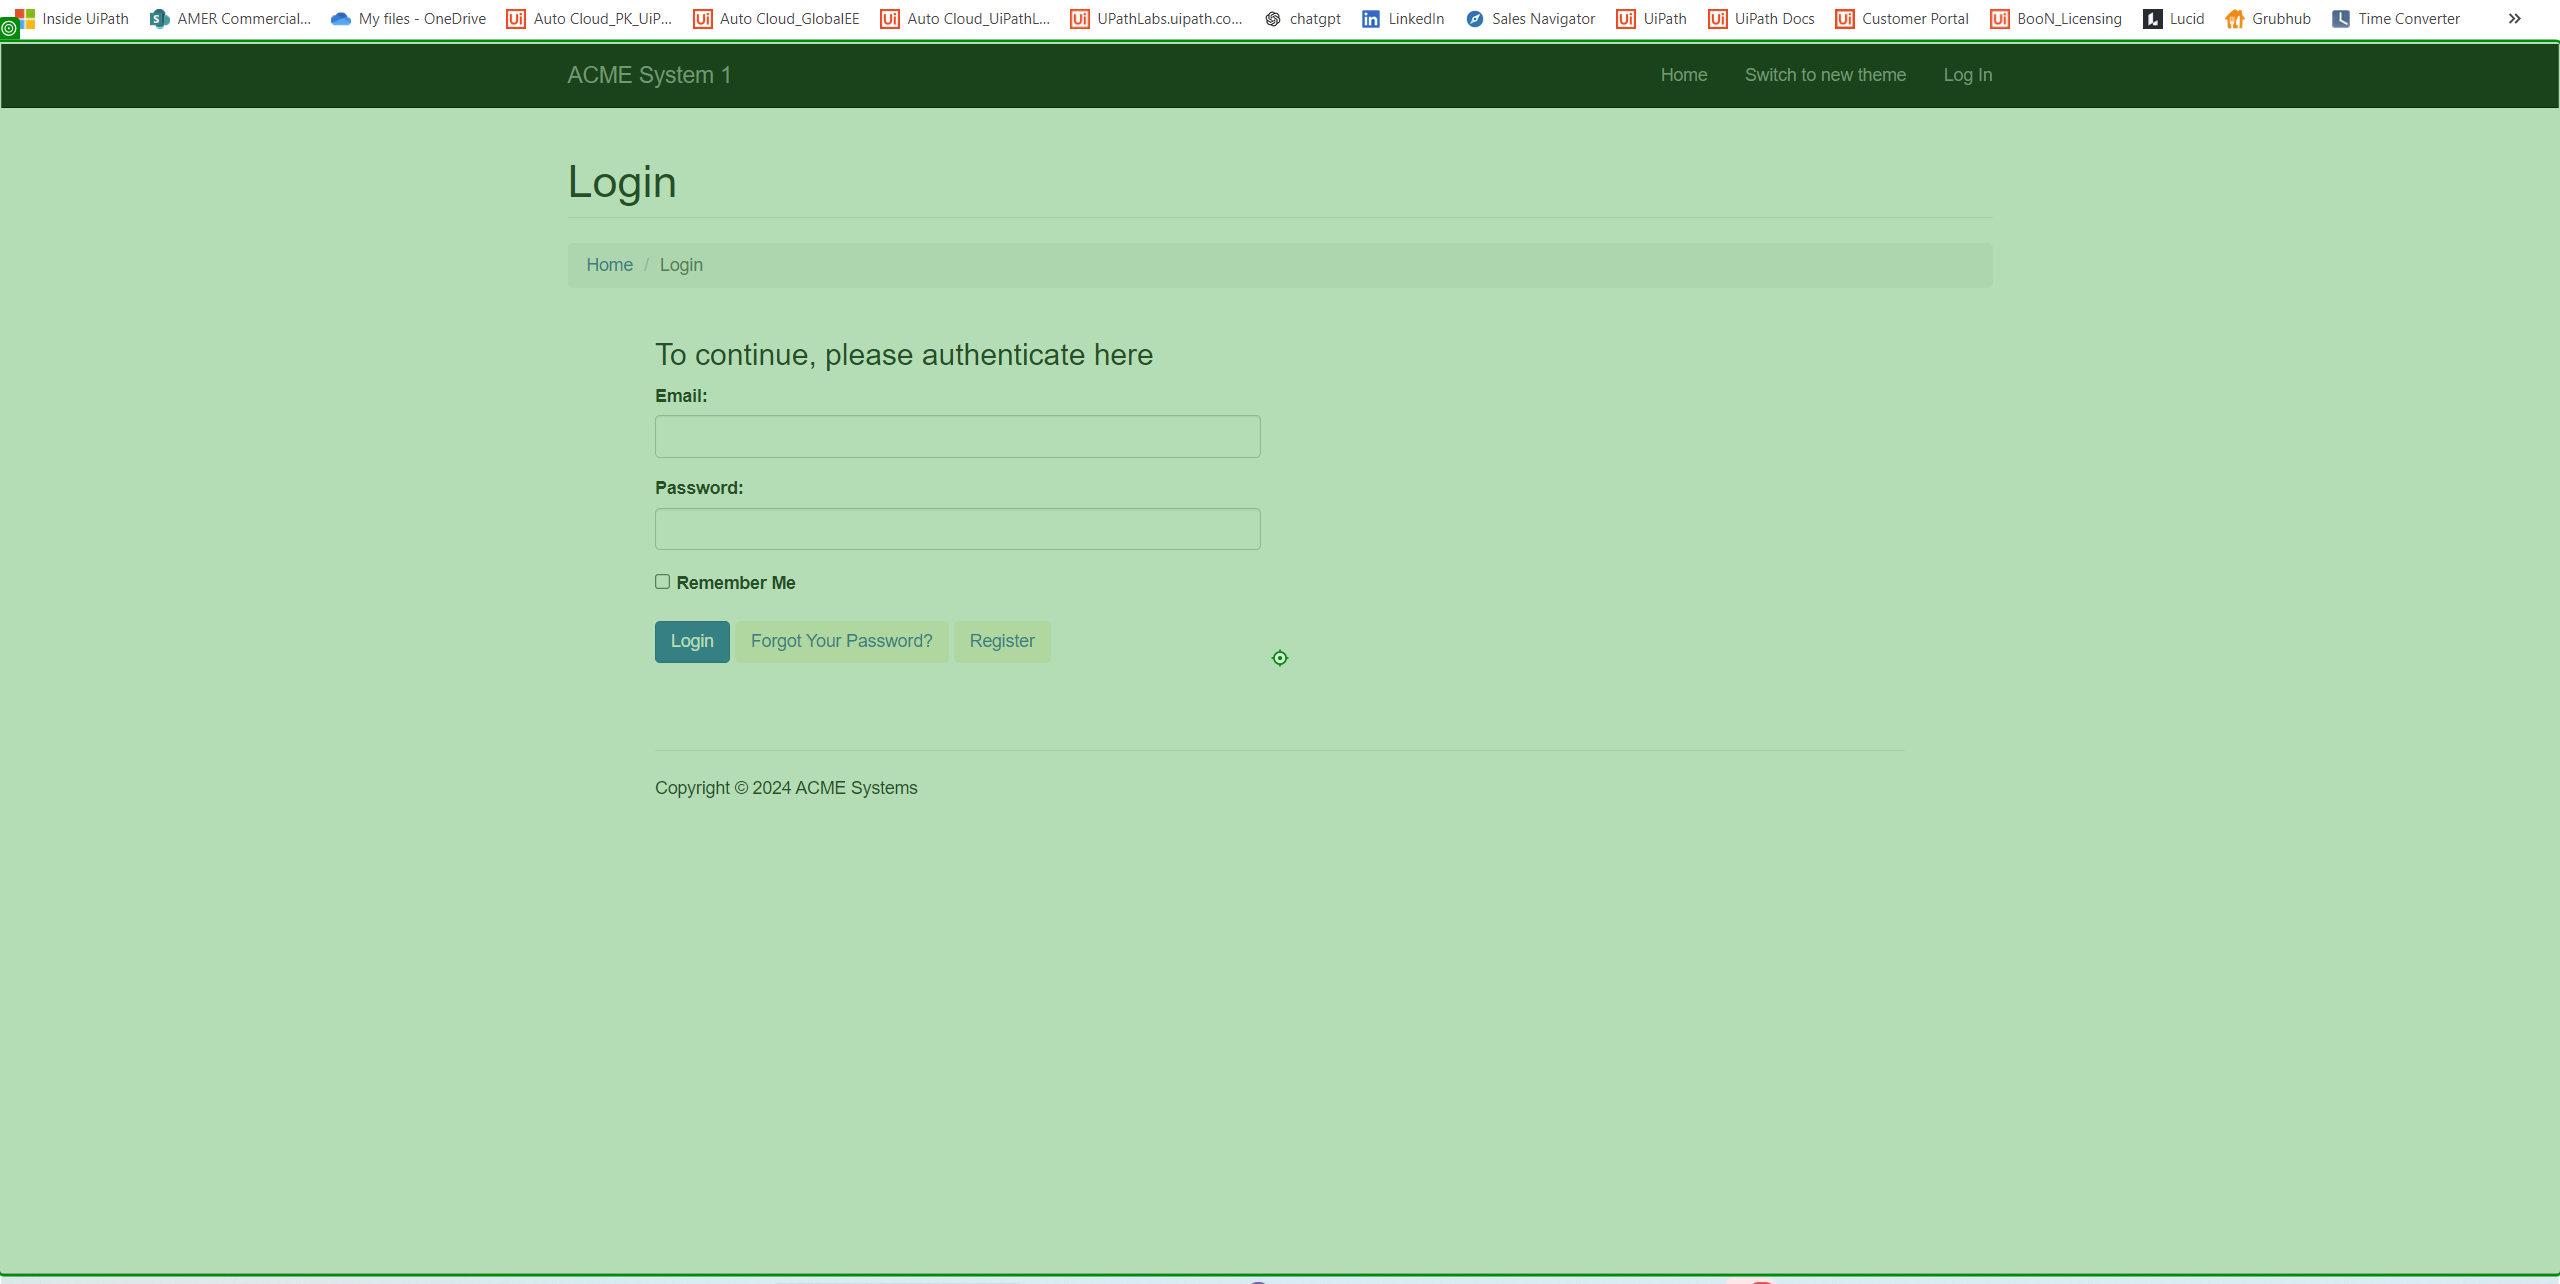 Inside UiPath AMER Commercial... My files - OneDrive Auto Cloud_PK_UiP... Auto Cloud_GlobalEE Auto Cloud_UiPathL... UPathLabs.uipath.co... chatgpt LinkedIn Sales Navigator UiPath UiPath Docs Customer Portal BooN_Licensing Lucid Grubhub Time Converter
ACME System 1 Home Switch to new theme Log In
Login
Home / Login
To continue, please authenticate here
Email:
Password:
Remember Me
Login Forgot Your Password? Register
Copyright © 2024 ACME Systems